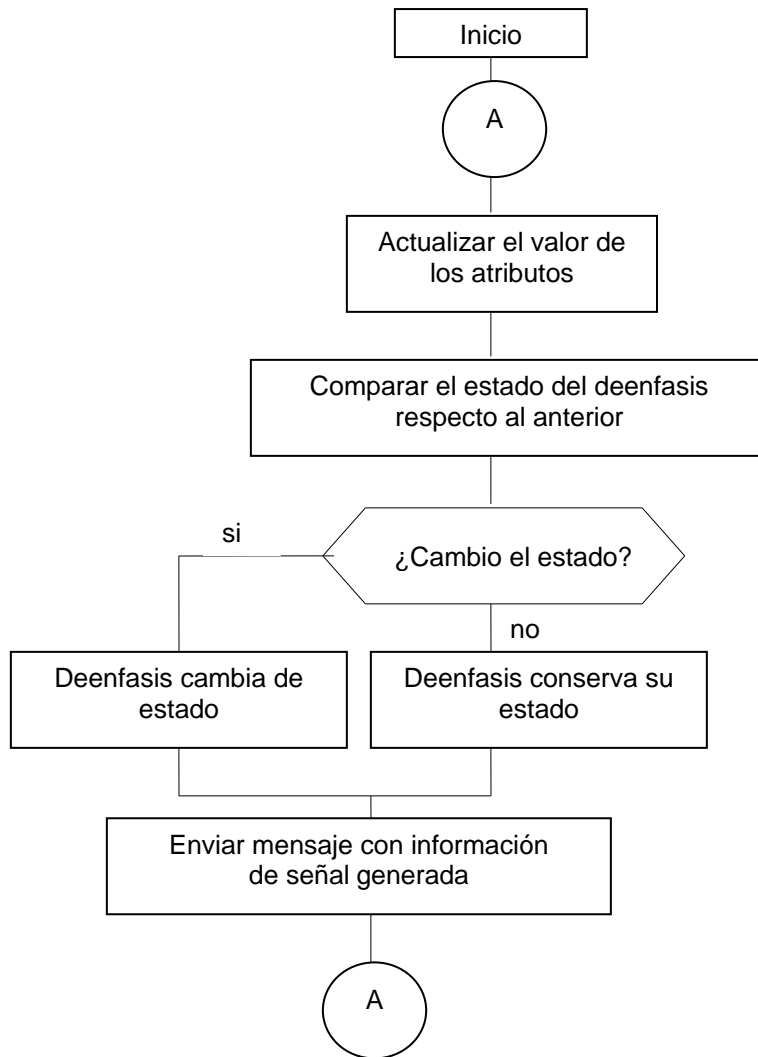 Inicio
A
Actualizar el valor de
los atributos
Comparar el estado del deenfasis
respecto al anterior
si
¿Cambio el estado?
no
Deenfasis cambia de
estado
Deenfasis conserva su
estado
Enviar mensaje con información
de señal generada
A